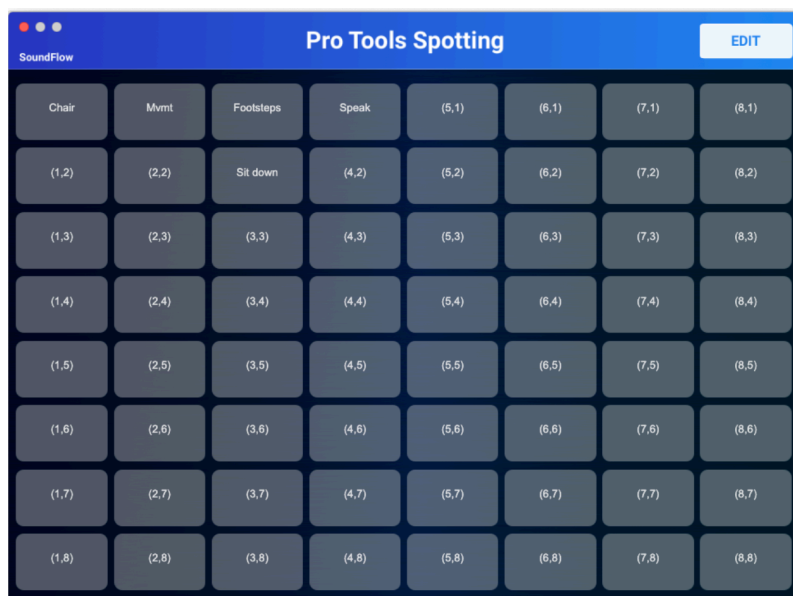 Pro Tools Spotting
EDIT
SoundFlow
Chair Mvmt Footsteps Speak (5,1) (6,1) (7,1) (8,1)
(1,2) (2,2) Sit down (4,2) (5,2) (6,2) (7,2) (8,2)
(1,3) (2,3) (3,3) (4,3) (5,3) (6,3) (7,3) (8,3)
(1,4) (2,4) (3,4) (4,4) (5,4) (6,4) (7,4) (8,4)
(1,5) (2,5) (3,5) (4,5) (5,5) (6,5) (7,5) (8,5)
(1,6) (2,6) (3,6) (4,6) (5,6) (6,6) (7,6) (8,6)
(1,7) (2,7) (3,7) (4,7) (5,7) (6,7) (7,7) (8,7)
(1,8) (2,8) (3,8) (4,8) (5,8) (6,8) (7,8) (8,8)